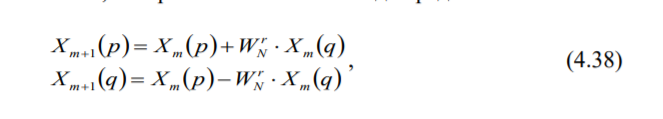 X_{m+1}(p) = X_m(p) + W_N^r · X_m(q)
X_{m+1}(q) = X_m(p) − W_N^r · X_m(q) , (4.38)